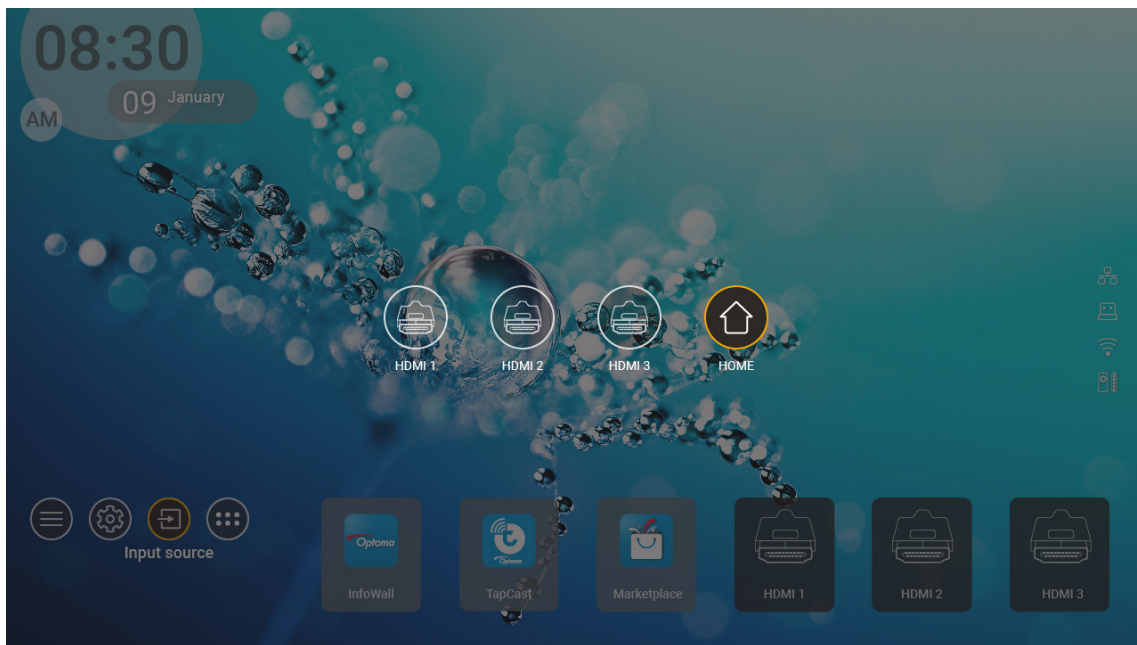 08:30
09 January
AM
HDMI 1 HDMI 2 HDMI 3 HOME
Input source
Optoma
Optoma
InfoWall TapCast Marketplace HDMI 1 HDMI 2 HDMI 3